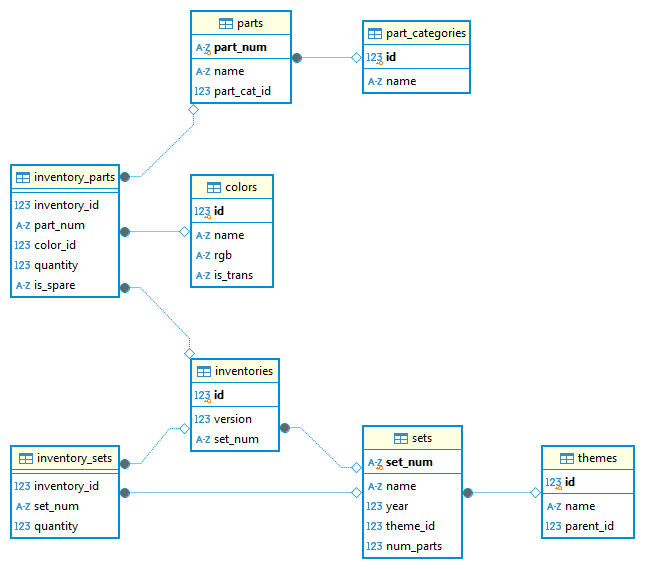 parts
A-Z part_num
A-Z name
123 part_cat_id
part_categories
123 id
A-Z name
inventory_parts
123 inventory_id
A-Z part_num
123 color_id
123 quantity
A-Z is_spare
colors
123 id
A-Z name
A-Z rgb
A-Z is_trans
inventories
123 id
123 version
A-Z set_num
inventory_sets
123 inventory_id
A-Z set_num
123 quantity
sets
A-Z set_num
A-Z name
123 year
123 theme_id
123 num_parts
themes
123 id
A-Z name
123 parent_id